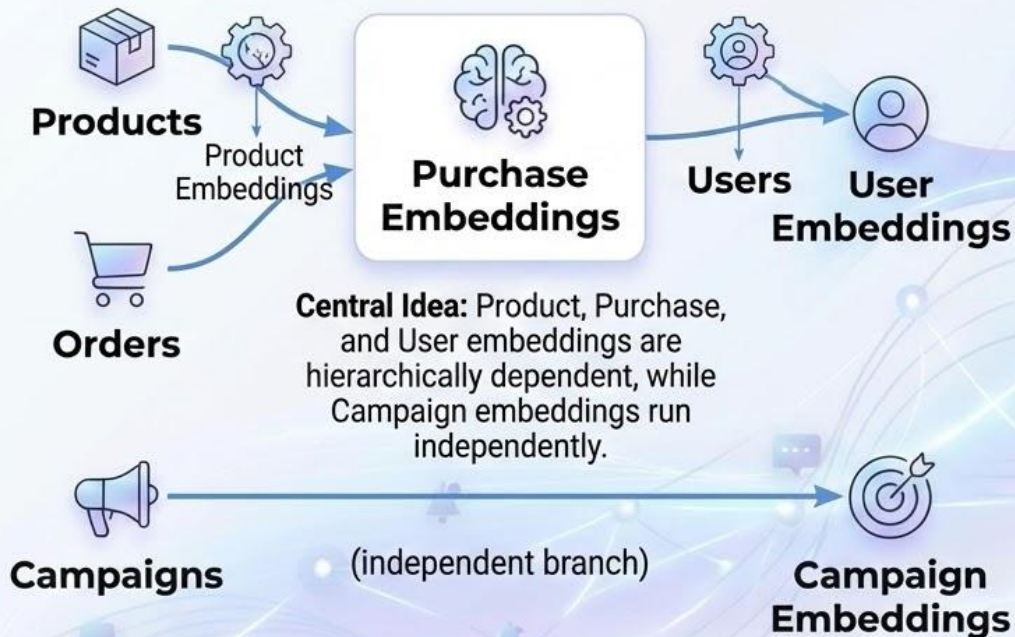 Products
Product
Embeddings
Purchase
Embeddings
Users
User
Embeddings
Orders
Central Idea: Product, Purchase,
and User embeddings are
hierarchically dependent, while
Campaign embeddings run
independently.
Campaigns
(independent branch)
Campaign
Embeddings